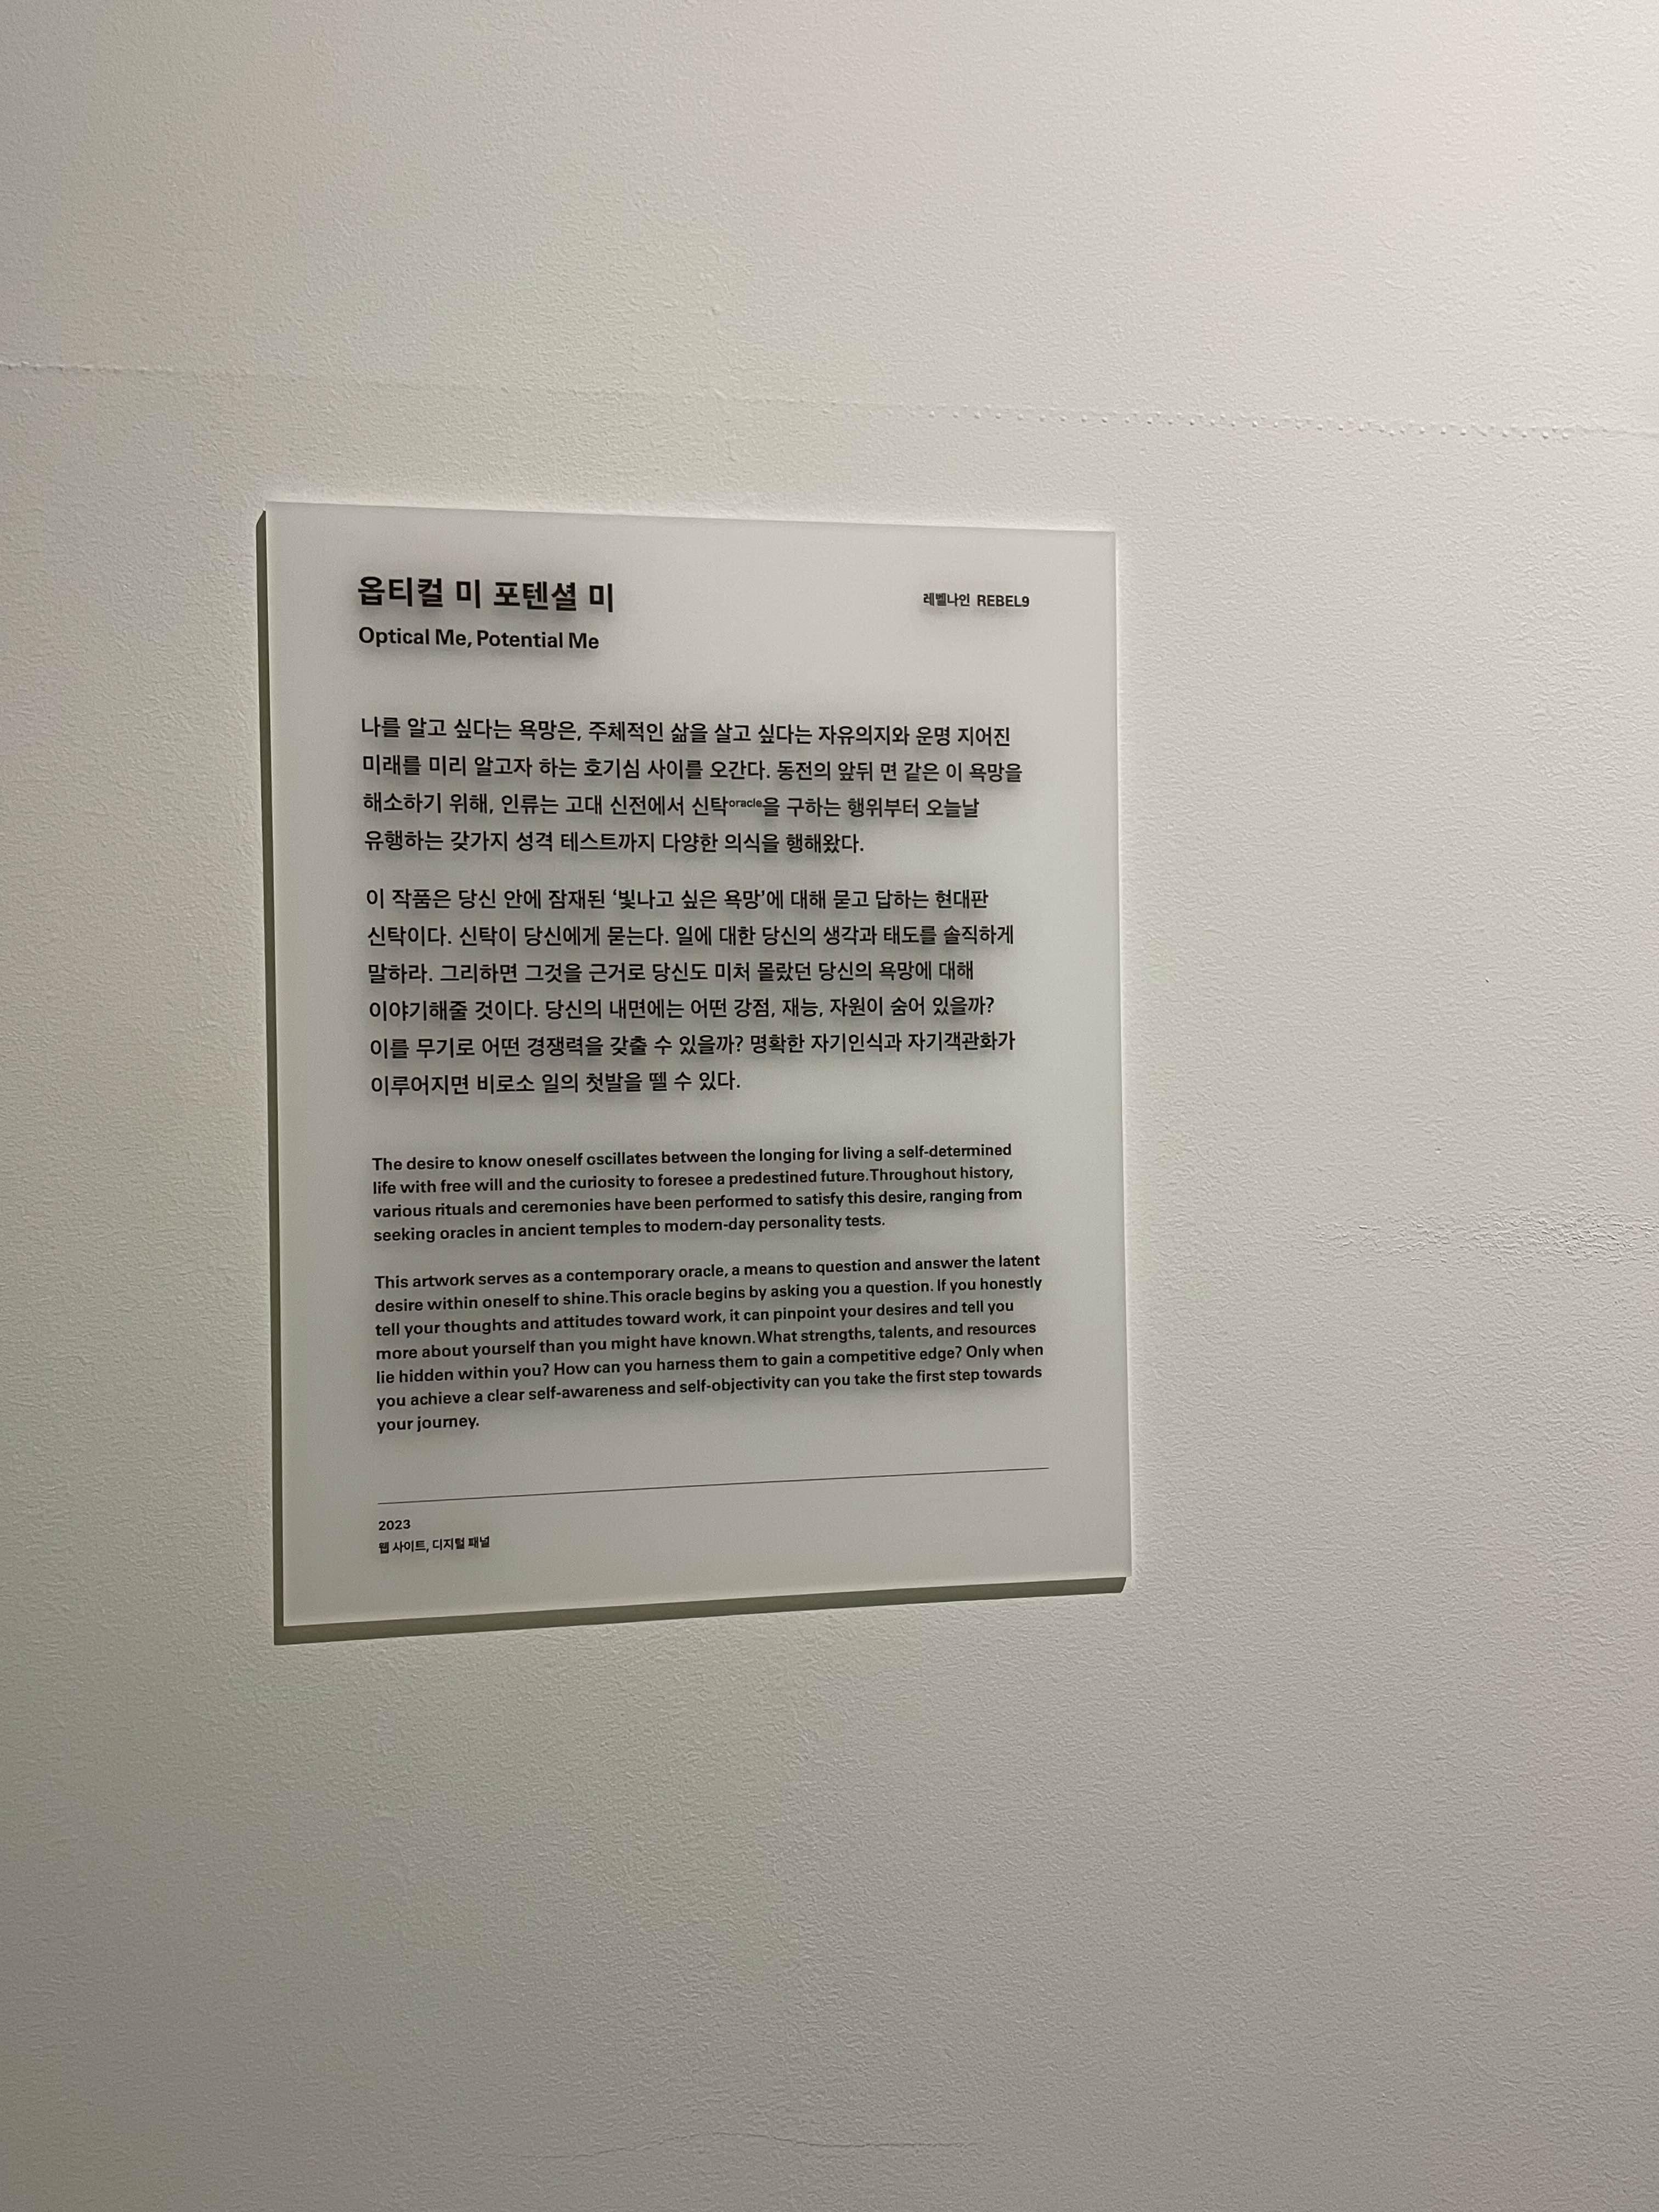 옵티컬 미 포텐셜 미
레벨나인 REBEL9
Optical Me, Potential Me
나를 알고 싶다는 욕망은, 주체적인 삶을 살고 싶다는 자유의지와 운명 지어진
미래를 미리 알고자 하는 호기심 사이를 오간다. 동전의 앞뒤 면 같은 이 욕망을
해소하기 위해, 인류는 고대 신전에서 신탁oracle을 구하는 행위부터 오늘날
유행하는 갖가지 성격 테스트까지 다양한 의식을 행해왔다.
이 작품은 당신 안에 잠재된 ‘빛나고 싶은 욕망’에 대해 묻고 답하는 현대판
신탁이다. 신탁이 당신에게 묻는다. 일에 대한 당신의 생각과 태도를 솔직하게
말하라. 그리하면 그것을 근거로 당신도 미처 몰랐던 당신의 욕망에 대해
이야기해줄 것이다. 당신의 내면에는 어떤 강점, 재능, 자원이 숨어 있을까?
이를 무기로 어떤 경쟁력을 갖출 수 있을까? 명확한 자기인식과 자기객관화가
이루어지면 비로소 일의 첫발을 뗄 수 있다.
The desire to know oneself oscillates between the longing for living a self-determined
life with free will and the curiosity to foresee a predestined future. Throughout history,
various rituals and ceremonies have been performed to satisfy this desire, ranging from
seeking oracles in ancient temples to modern-day personality tests.
This artwork serves as a contemporary oracle, a means to question and answer the latent
desire within oneself to shine. This oracle begins by asking you a question. If you honestly
tell your thoughts and attitudes toward work, it can pinpoint your desires and tell you
more about yourself than you might have known. What strengths, talents, and resources
lie hidden within you? How can you harness them to gain a competitive edge? Only when
you achieve a clear self-awareness and self-objectivity can you take the first step towards
your journey.
2023
웹 사이트, 디지털 패널